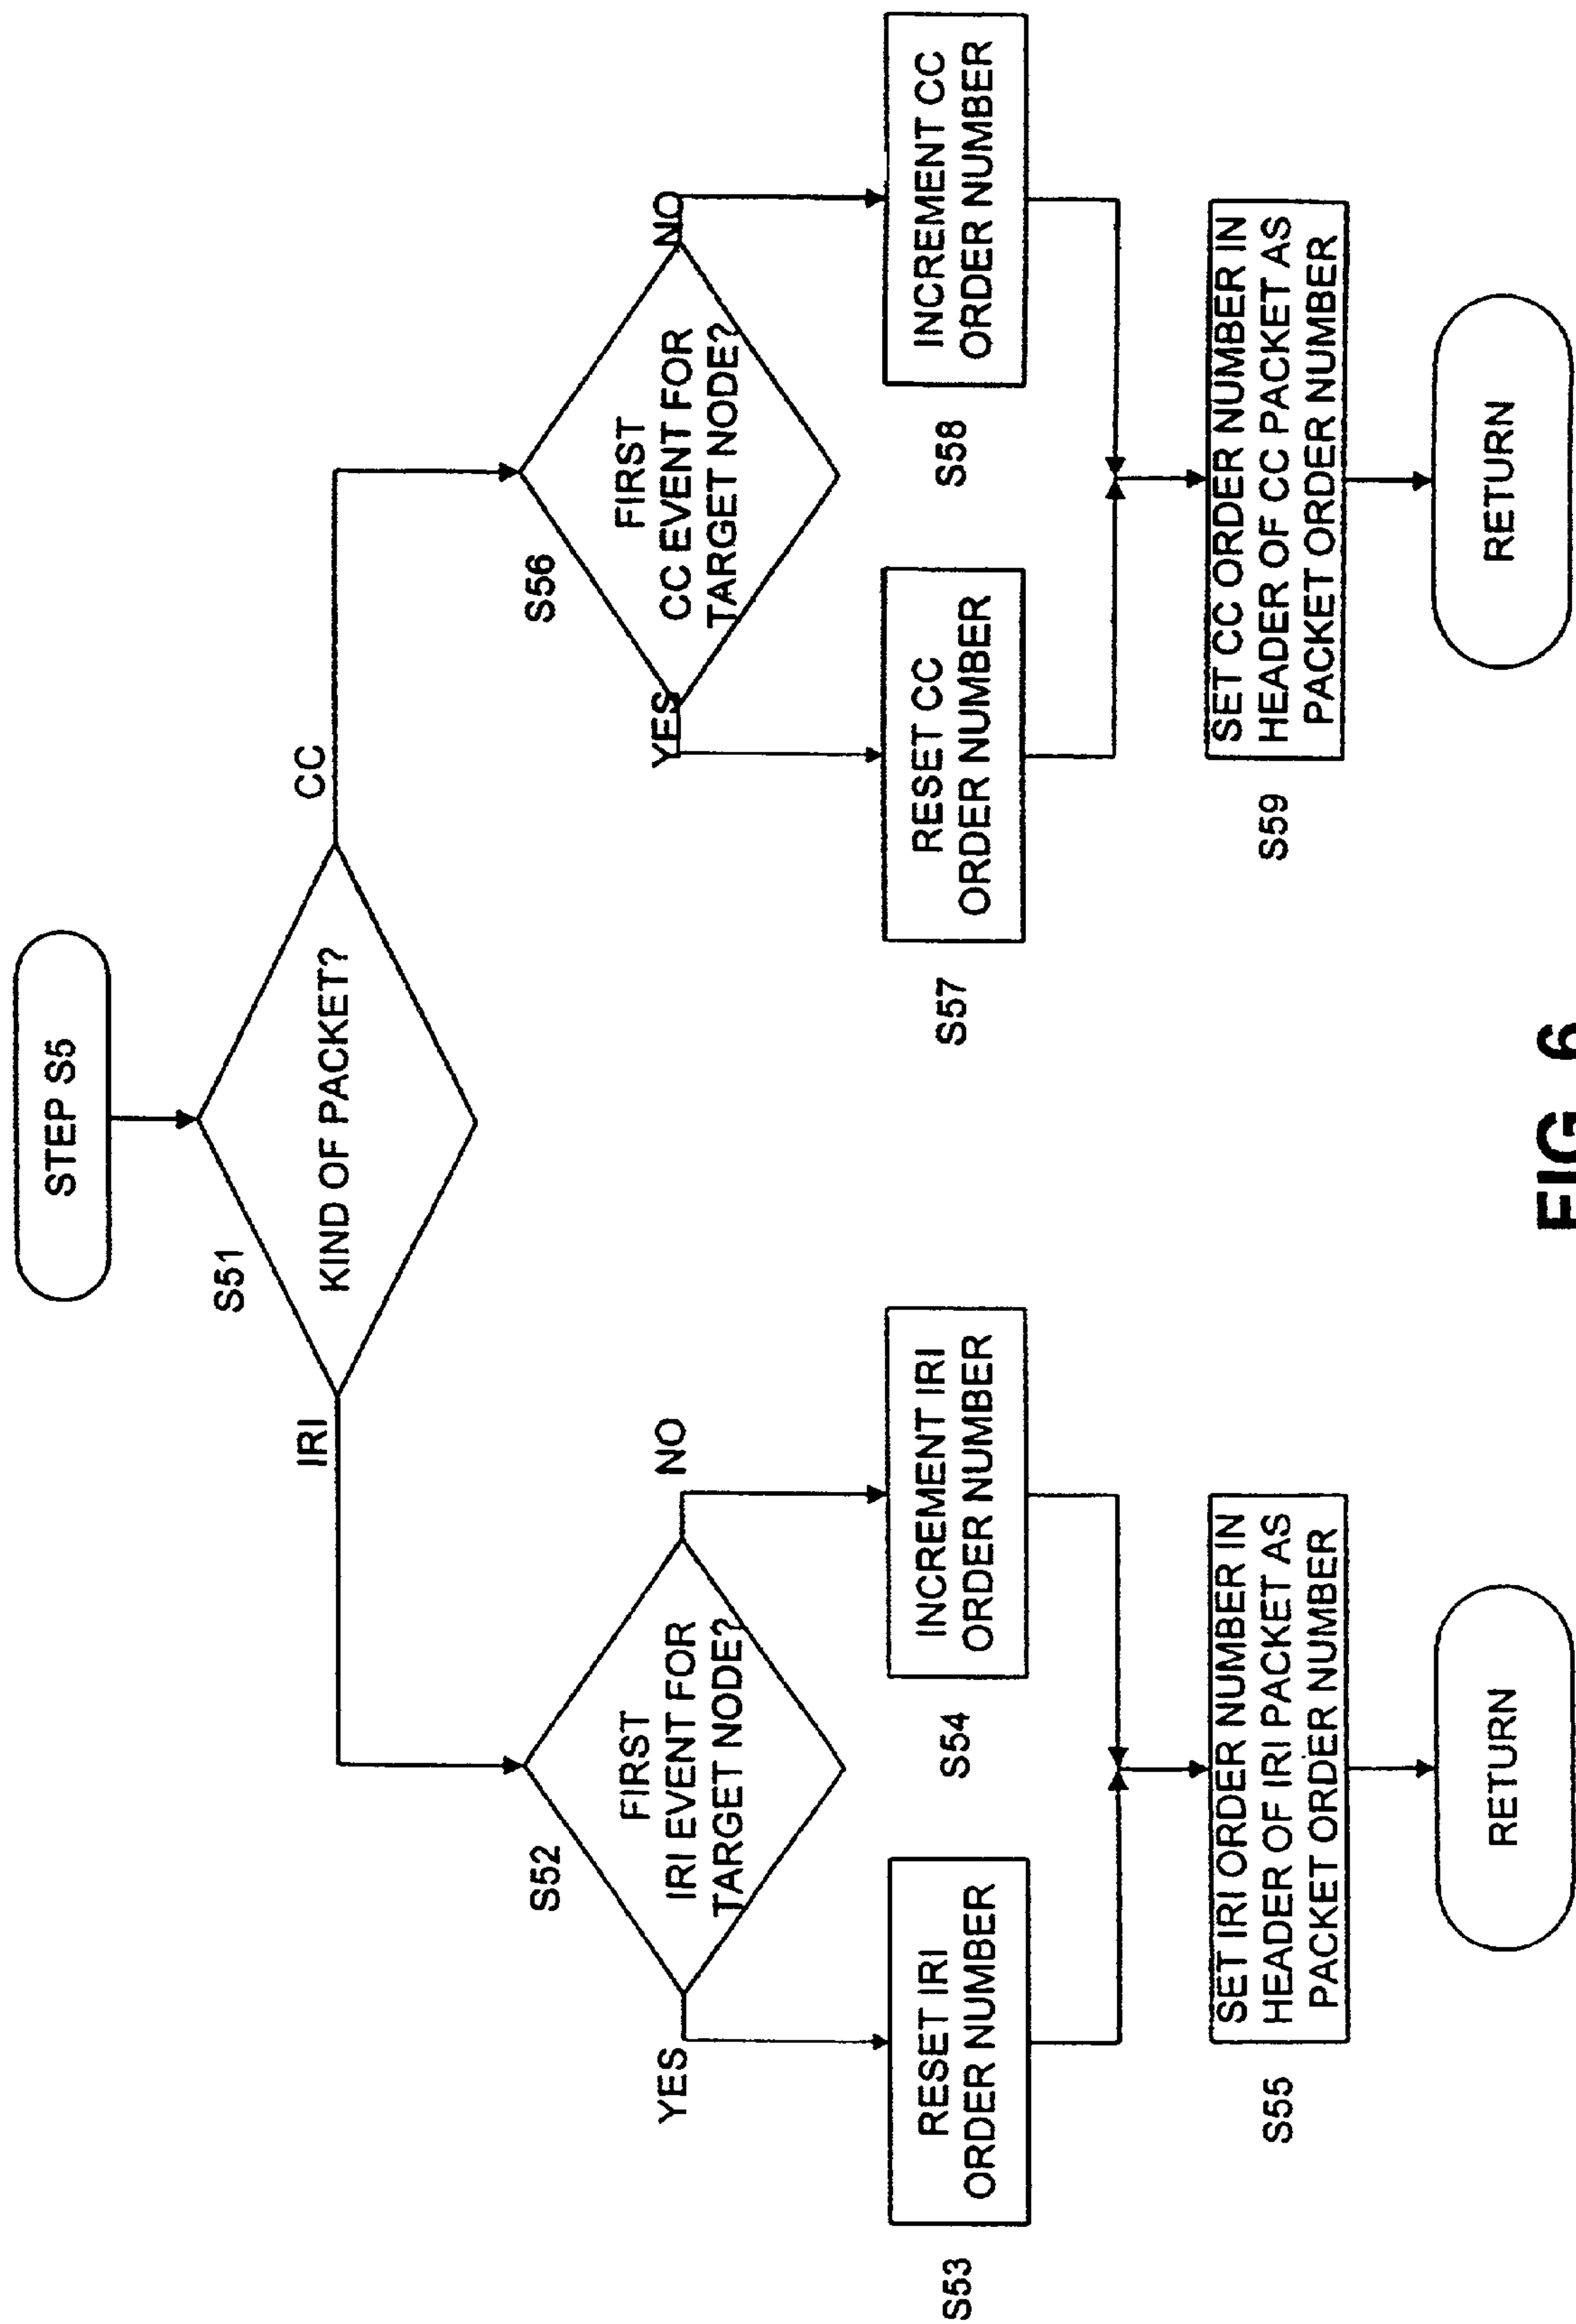 STEP S5
S51
KIND OF PACKET?
IRI
CC
S52
FIRST
IRI EVENT FOR
TARGET NODE?
YES
NO
S53
RESET IRI
ORDER NUMBER
S54
INCREMENT IRI
ORDER NUMBER
S55
SET IRI ORDER NUMBER IN
HEADER OF IRI PACKET AS
PACKET ORDER NUMBER
RETURN
S56
FIRST
CC EVENT FOR
TARGET NODE?
YES
NO
S57
RESET CC
ORDER NUMBER
S58
INCREMENT CC
ORDER NUMBER
S59
SET CC ORDER NUMBER IN
HEADER OF CC PACKET AS
PACKET ORDER NUMBER
RETURN
FIG. 6